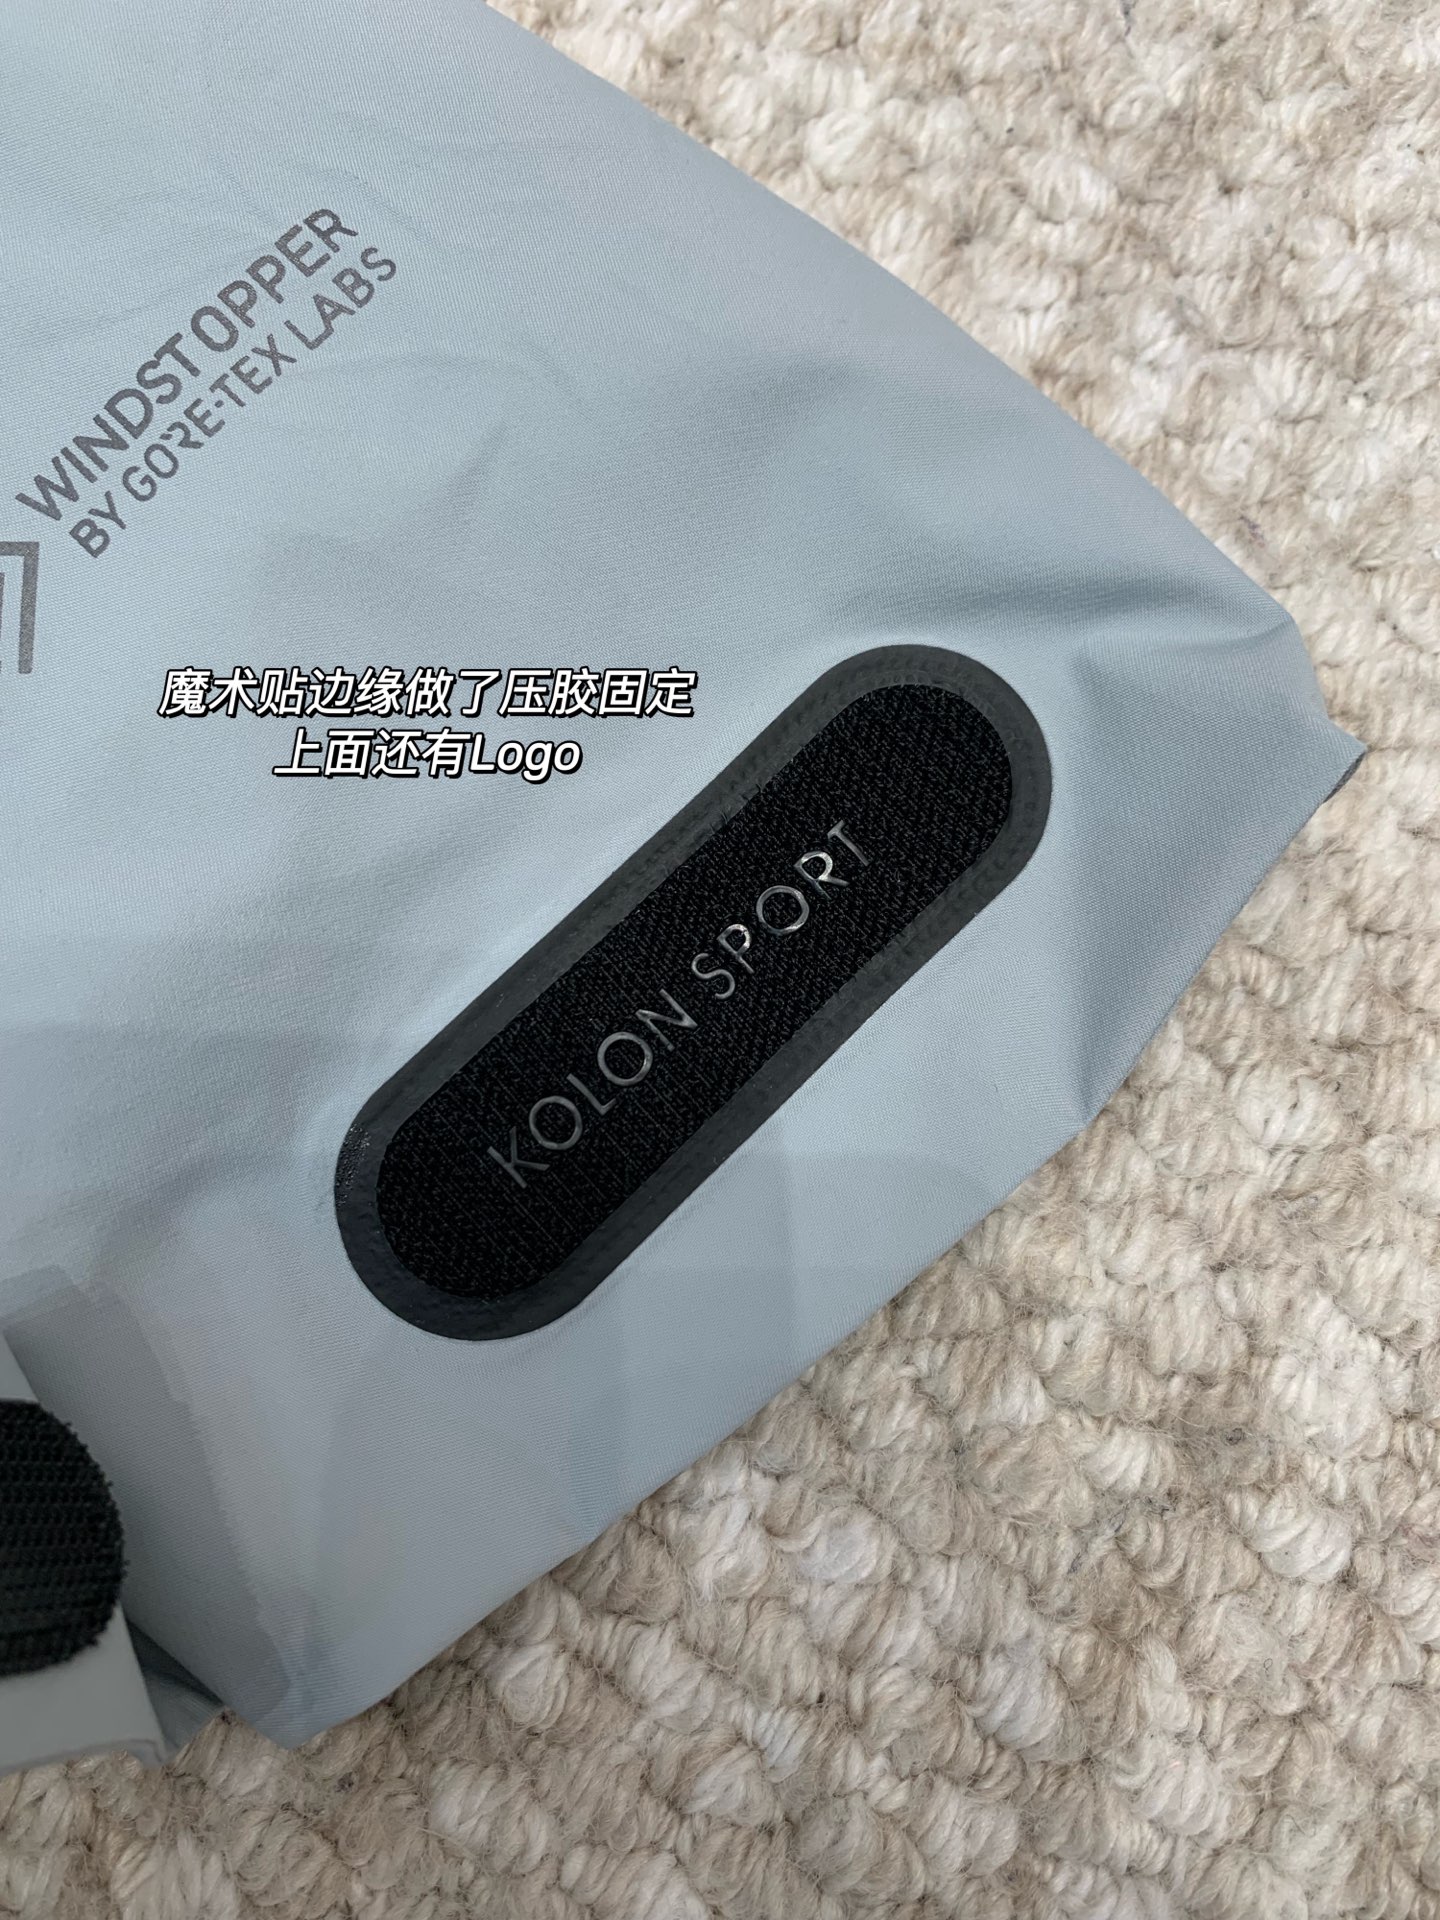 WINDSTOPPER
BY GORE-TEX LABS
魔术贴边缘做了压胶固定
上面还有Logo
KOLON SPORT